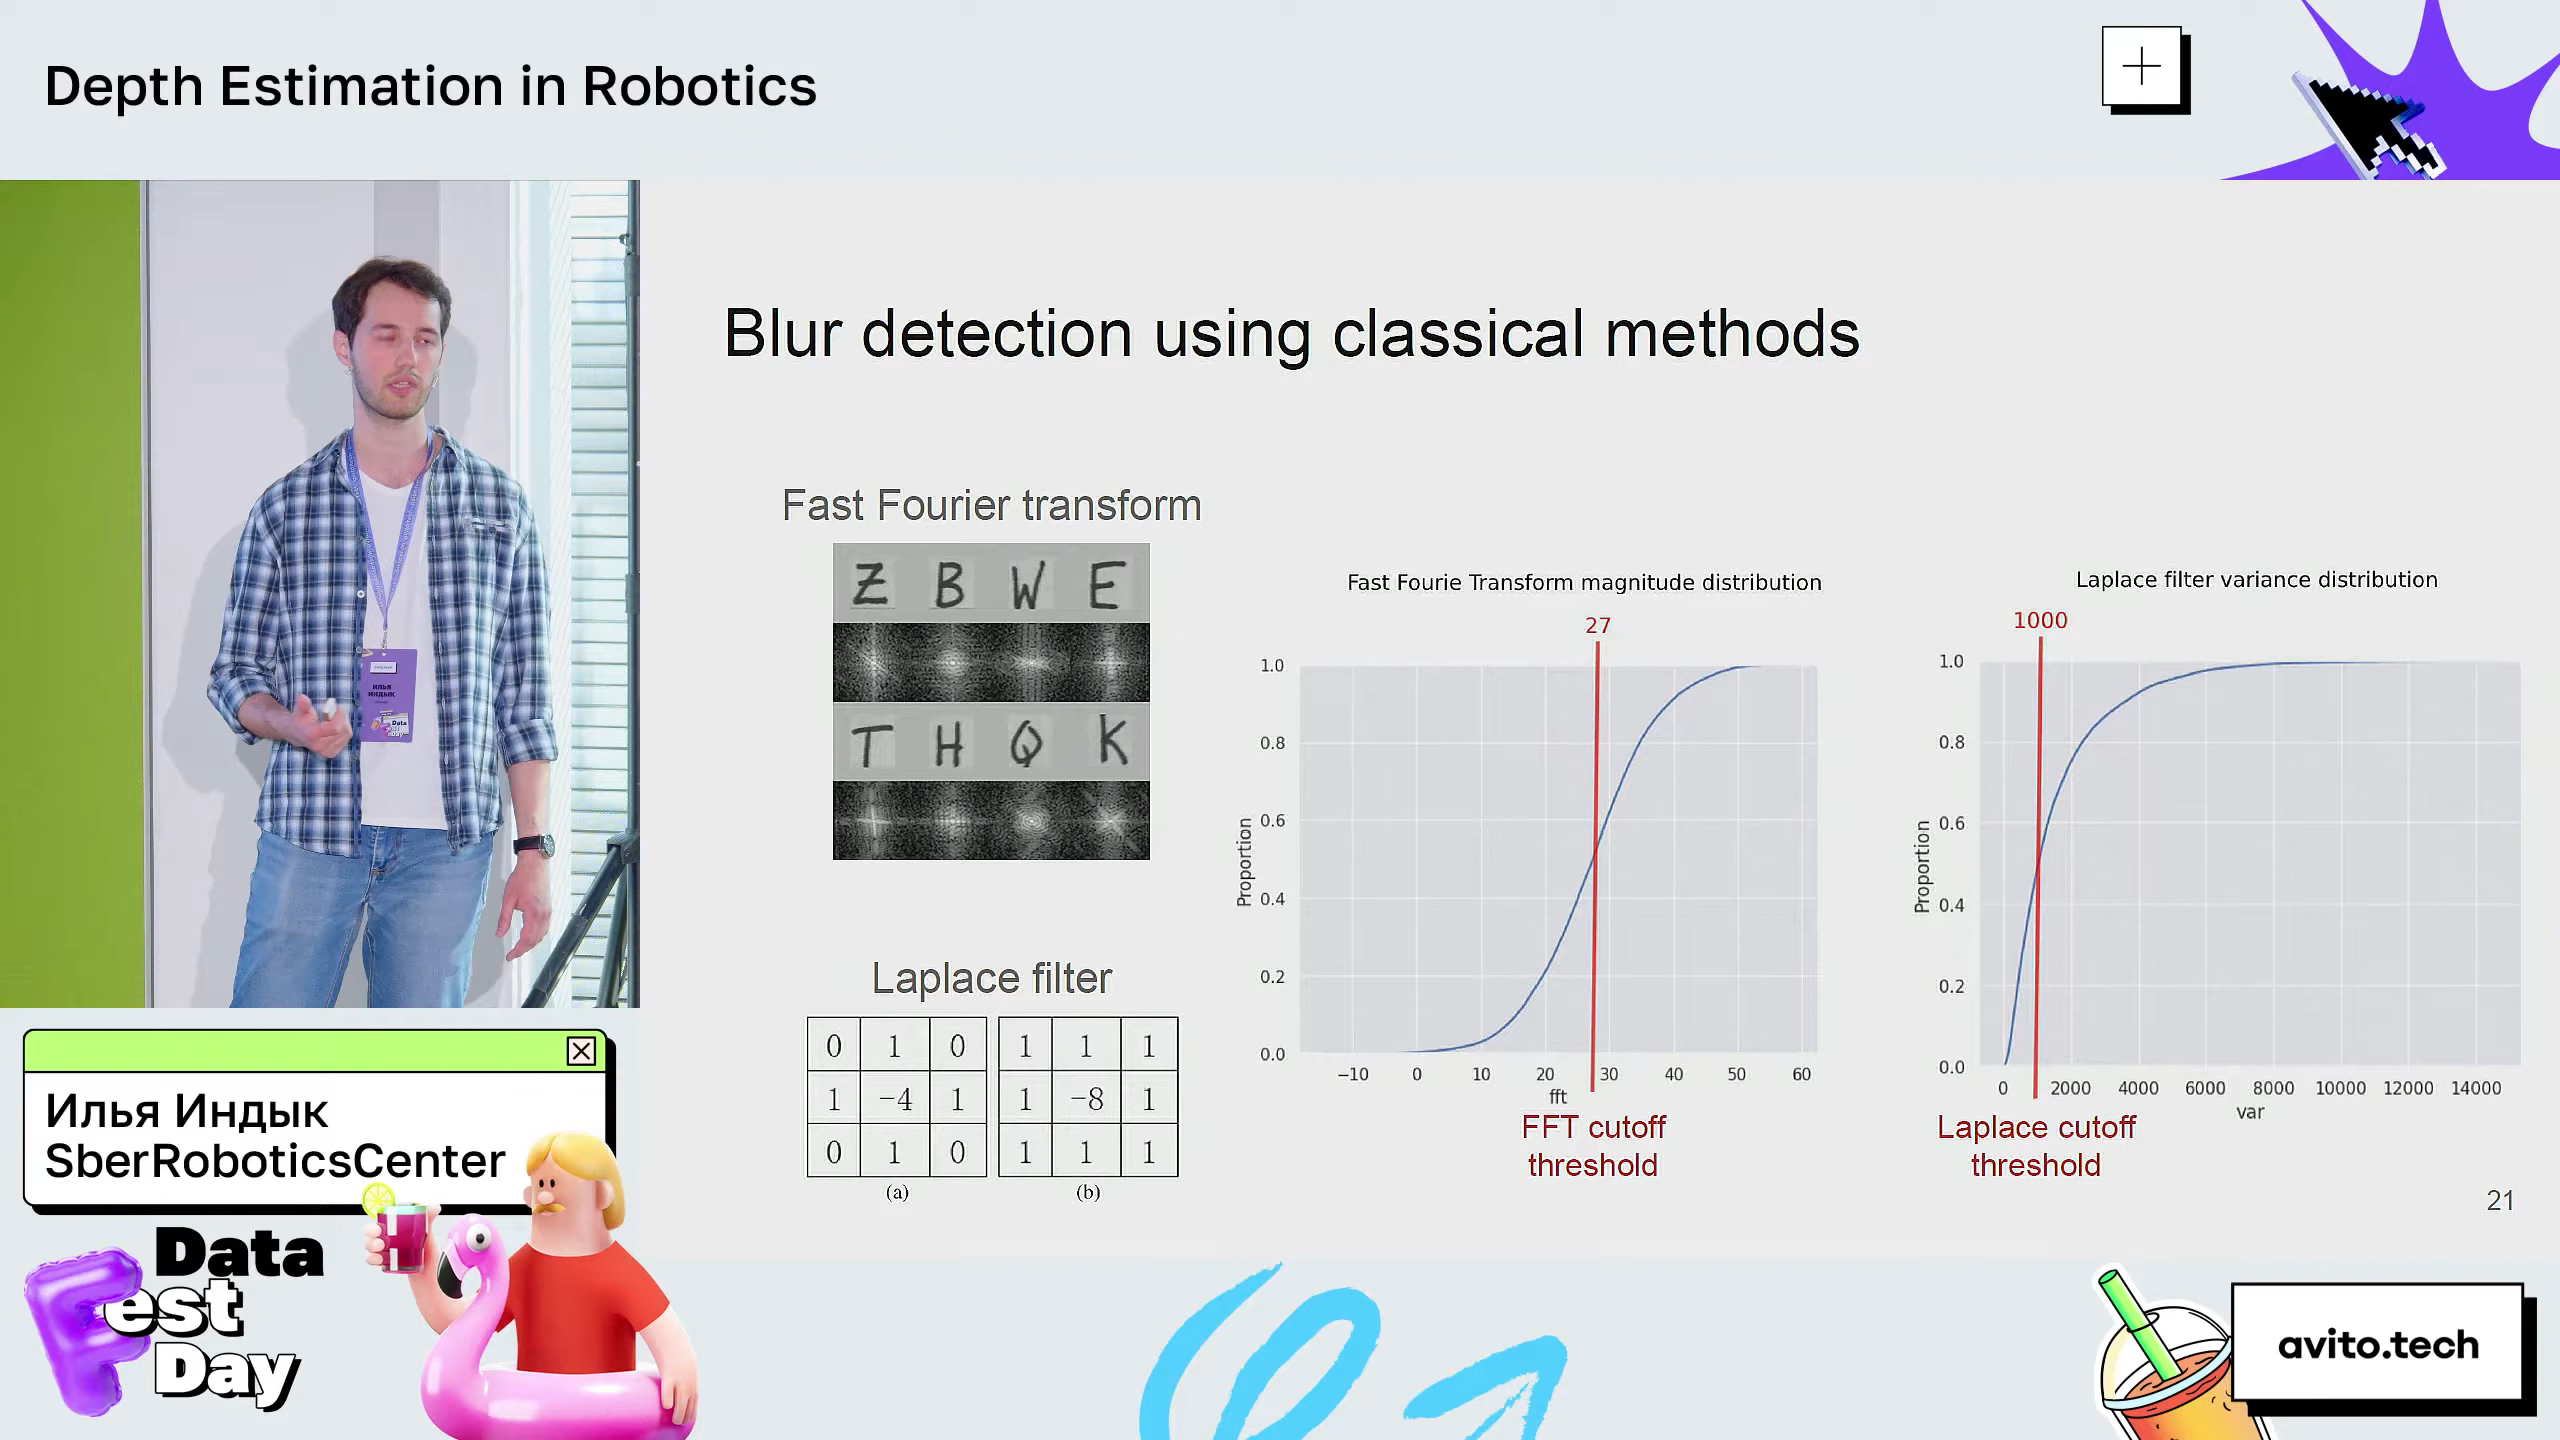 Depth Estimation in Robotics
Blur detection using classical methods
Fast Fourier transform
Z B W E
T H Q K
Laplace filter
0 1 0
1 -4 1
0 1 0
(a)
1 1 1
1 -8 1
1 1 1
(b)
Fast Fourie Transform magnitude distribution
27
1.0
0.8
0.6
0.4
0.2
0.0
Proportion
-10 0 10 20 30 40 50 60
fft
FFT cutoff
threshold
Laplace filter variance distribution
1000
1.0
0.8
0.6
0.4
0.2
0.0
Proportion
0 2000 4000 6000 8000 10000 12000 14000
var
Laplace cutoff
threshold
21
ИЛЬЯ
ИНДЫК
Data
Илья Индык
SberRoboticsCenter
Data
Fest
Day
avito.tech